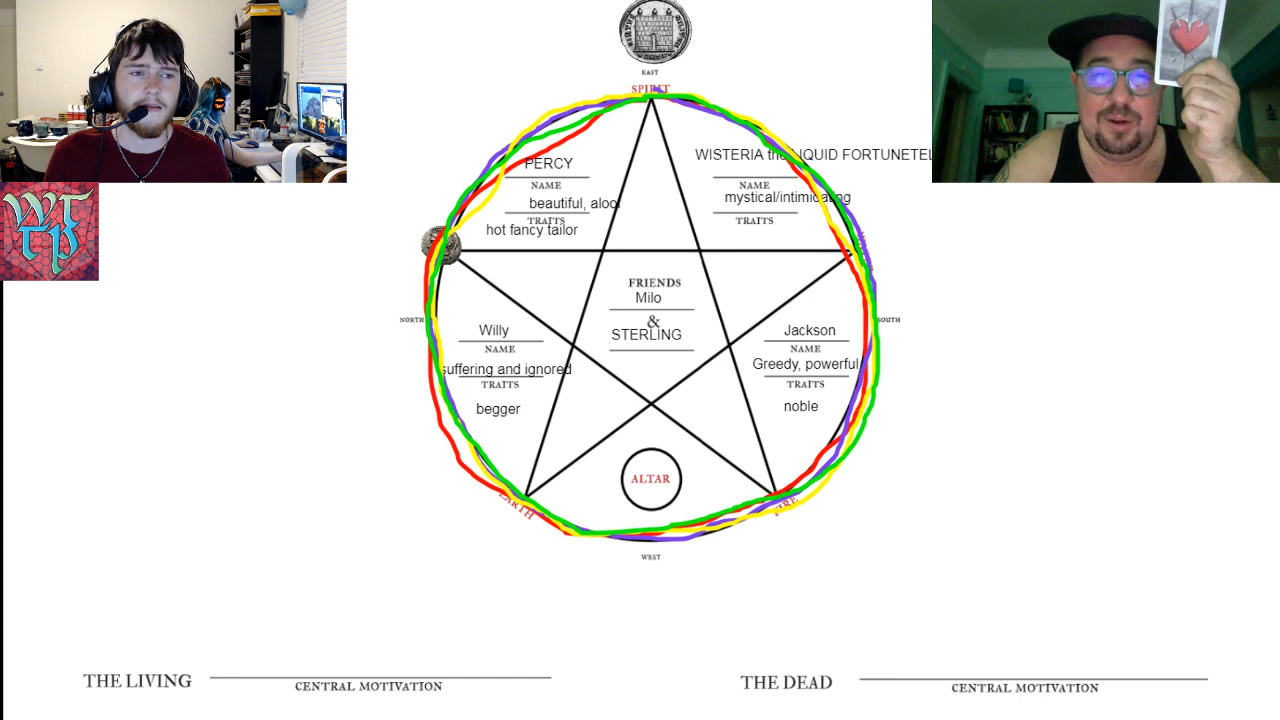 EAST
SPIRIT
PERCY
WISTERIA the LIQUID FORTUNETEL
NAME
NAME
beautiful, aloof
mystical/intimidating
TRAITS
TRAITS
hot fancy tailor
FRIENDS
Milo
&
STERLING
NORTH
SOUTH
Willy
Jackson
NAME
NAME
suffering and ignored
Greedy, powerful
TRAITS
TRAITS
begger
noble
ALTAR
EARTH
FIRE
WEST
THE LIVING
CENTRAL MOTIVATION
THE DEAD
CENTRAL MOTIVATION
WTTP